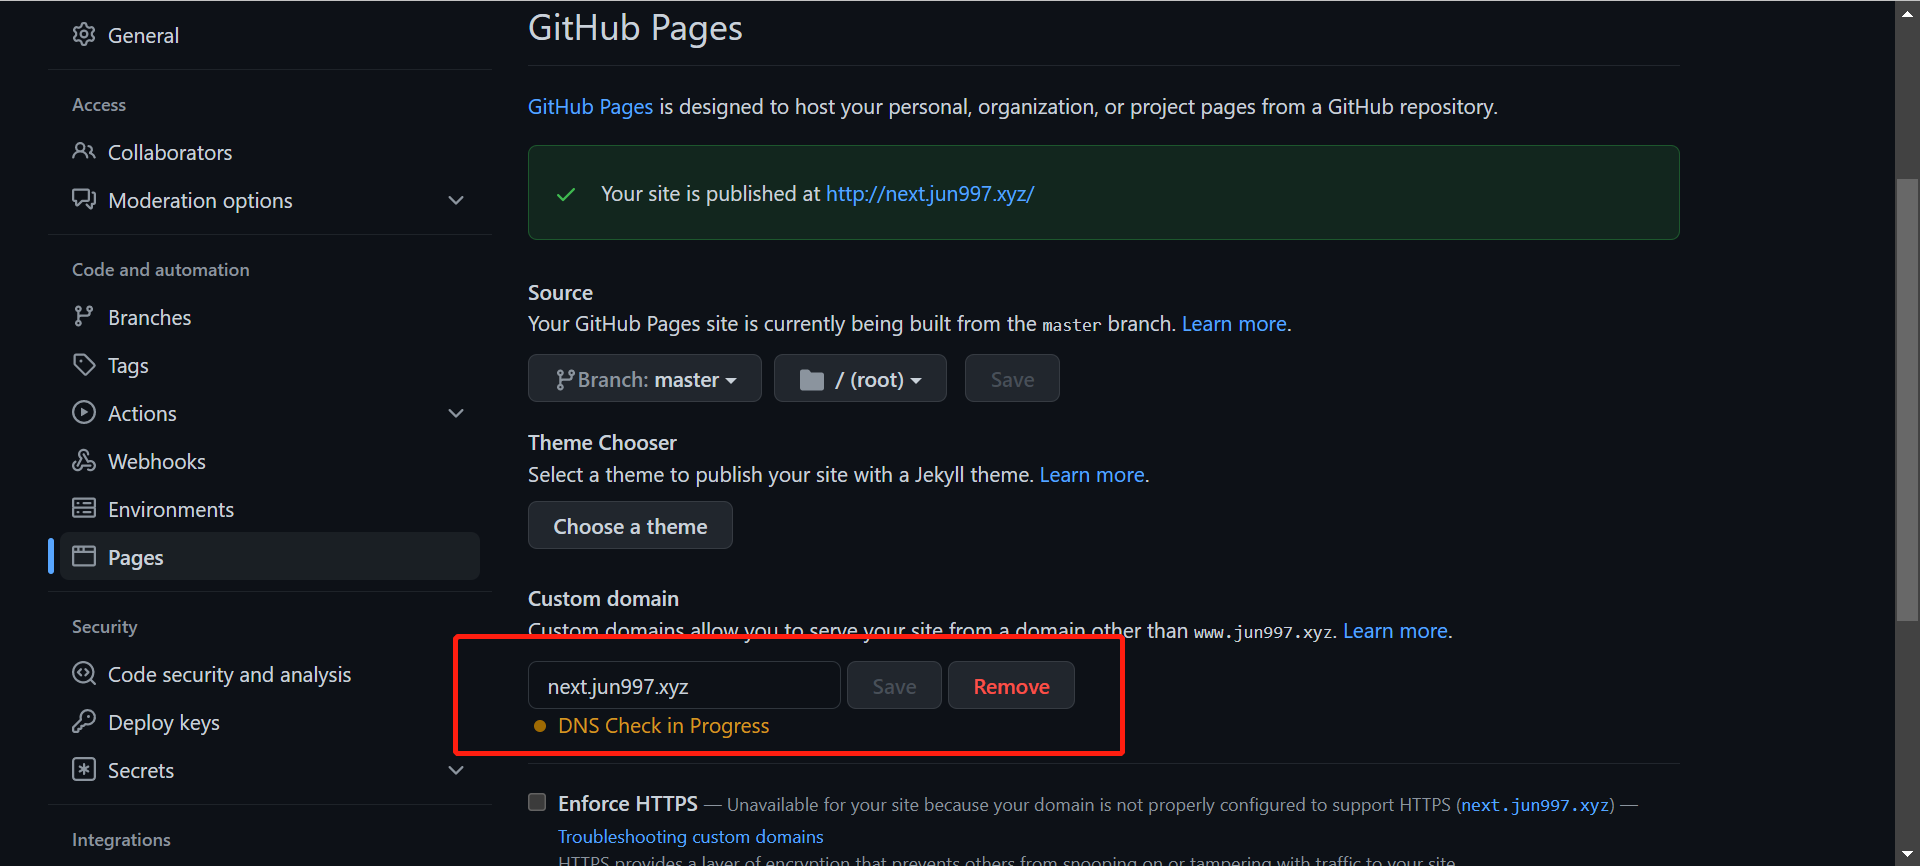 General
Access
Collaborators
Moderation options
Code and automation
Branches
Tags
Actions
Webhooks
Environments
Pages
Security
Code security and analysis
Deploy keys
Secrets
Integrations
GitHub Pages
GitHub Pages is designed to host your personal, organization, or project pages from a GitHub repository.
Your site is published at http://next.jun997.xyz/
Source
Your GitHub Pages site is currently being built from the master branch. Learn more.
Branch: master
/ (root)
Save
Theme Chooser
Select a theme to publish your site with a Jekyll theme. Learn more.
Choose a theme
Custom domain
Custom domains allow you to serve your site from a domain other than www.jun997.xyz. Learn more.
next.jun997.xyz
Save
Remove
DNS Check in Progress
Enforce HTTPS — Unavailable for your site because your domain is not properly configured to support HTTPS (next.jun997.xyz) —
Troubleshooting custom domains
HTTPS provides a layer of encryption that prevents others from snooping on or tampering with traffic to your site